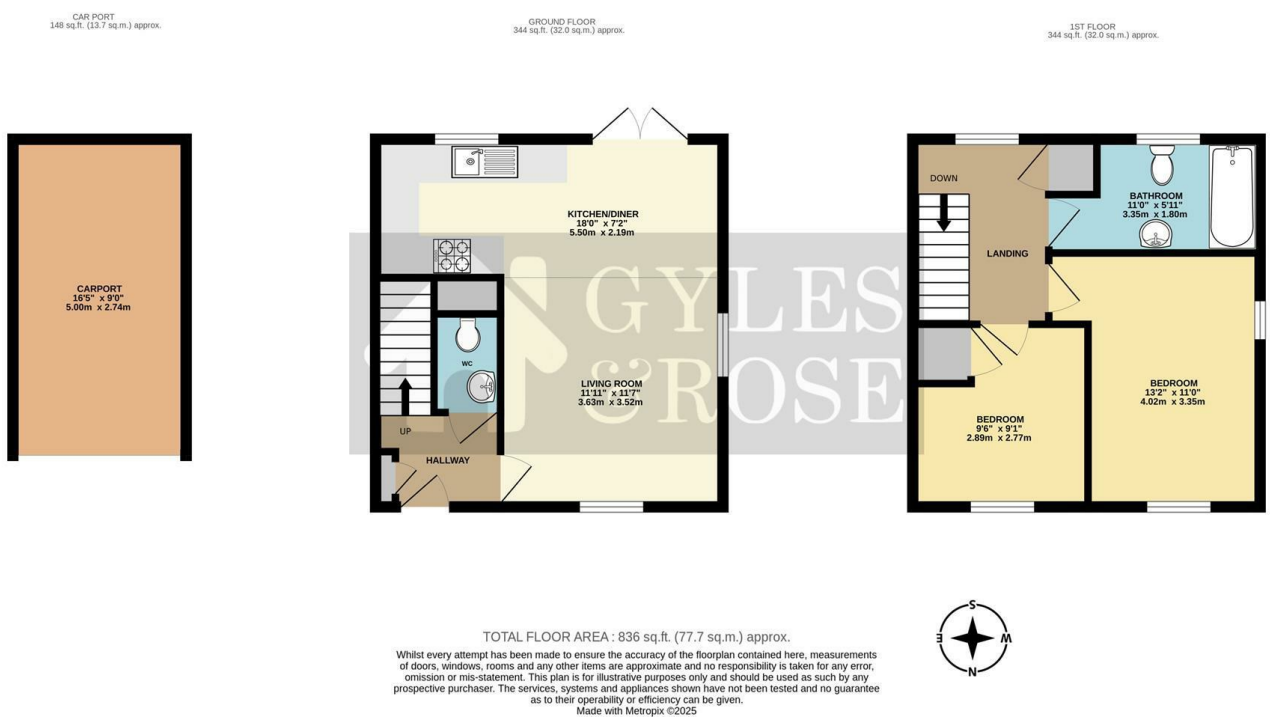 CAR PORT
148 sq.ft. (13.7 sq.m.) approx.
GROUND FLOOR
344 sq.ft. (32.0 sq.m.) approx.
1ST FLOOR
344 sq.ft. (32.0 sq.m.) approx.
CARPORT
16'5" x 9'0"
5.00m x 2.74m
KITCHEN/DINER
18'0" x 7'2"
5.50m x 2.19m
GYLES
&ROSE
WC
LIVING ROOM
11'11" x 11'7"
3.63m x 3.52m
UP
HALLWAY
DOWN
LANDING
BATHROOM
11'0" x 5'11"
3.35m x 1.80m
BEDROOM
13'2" x 11'0"
4.02m x 3.35m
BEDROOM
9'6" x 9'1"
2.89m x 2.77m
S
E
W
N
TOTAL FLOOR AREA : 836 sq.ft. (77.7 sq.m.) approx.
Whilst every attempt has been made to ensure the accuracy of the floorplan contained here, measurements
of doors, windows, rooms and any other items are approximate and no responsibility is taken for any error,
omission or mis-statement. This plan is for illustrative purposes only and should be used as such by any
prospective purchaser. The services, systems and appliances shown have not been tested and no guarantee
as to their operability or efficiency can be given.
Made with Metropix ©2025